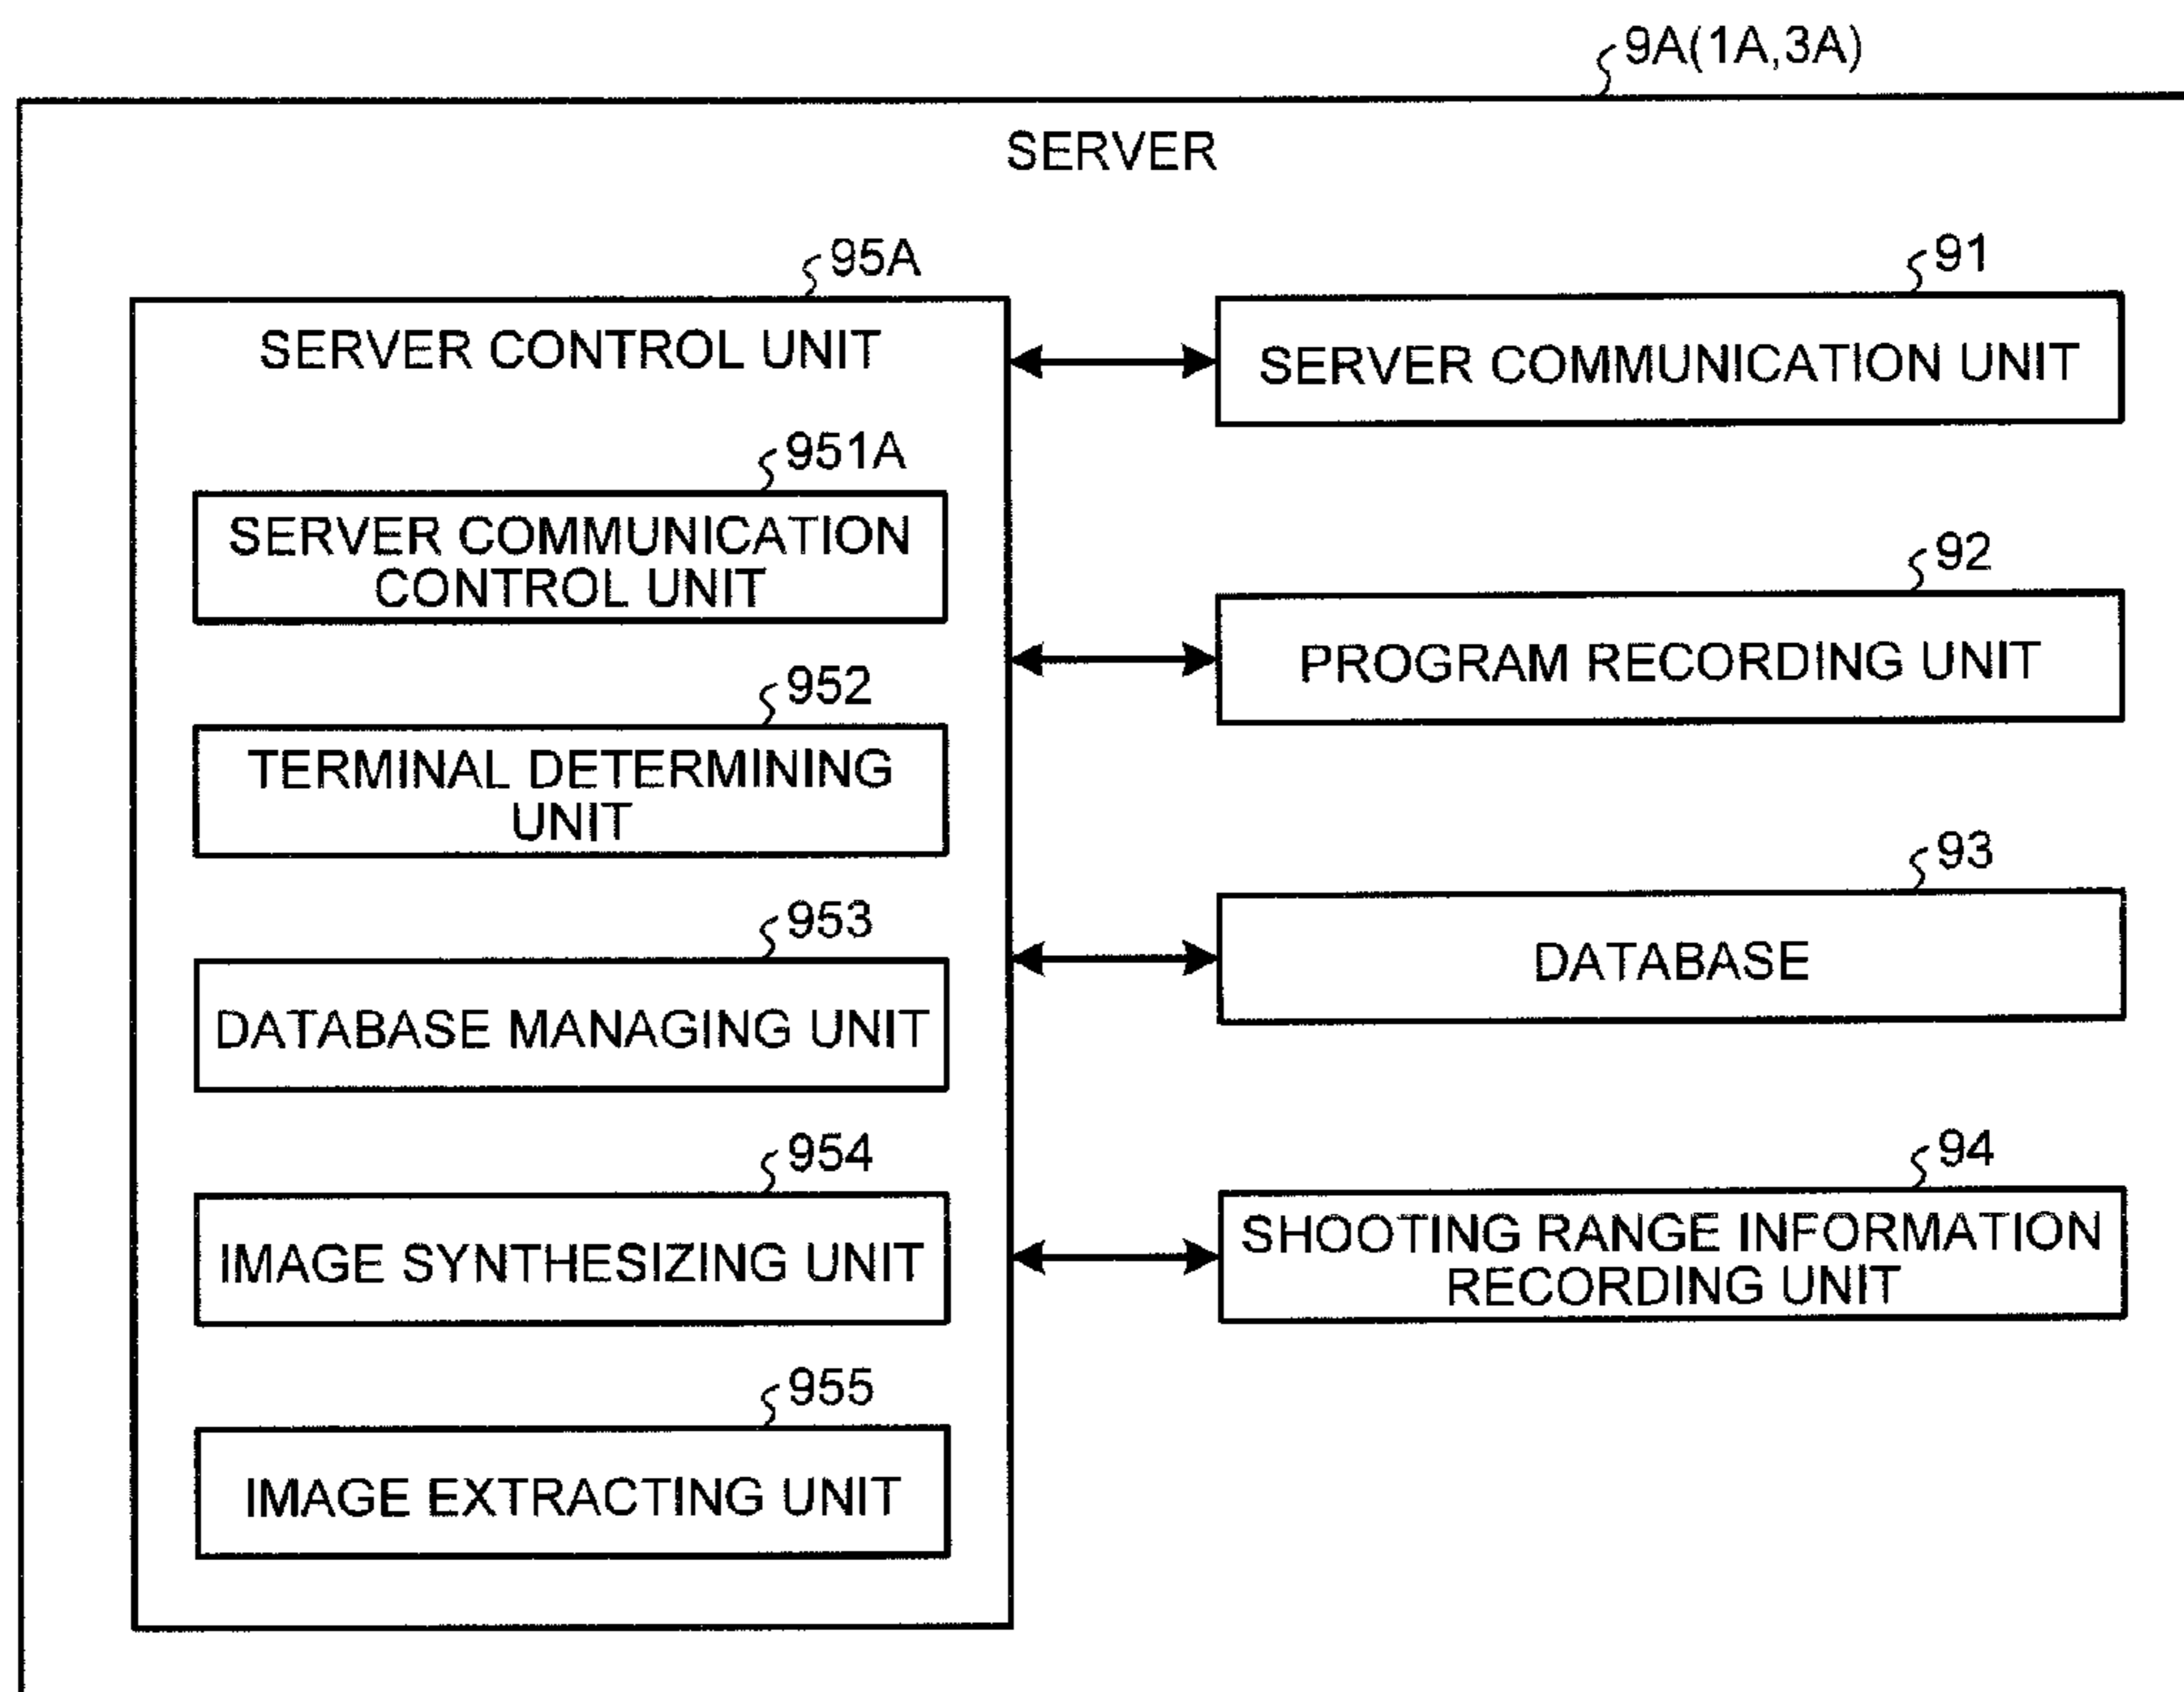 9A(1A,3A)
SERVER
95A
SERVER CONTROL UNIT
951A
SERVER COMMUNICATION
CONTROL UNIT
952
TERMINAL DETERMINING
UNIT
953
DATABASE MANAGING UNIT
954
IMAGE SYNTHESIZING UNIT
955
IMAGE EXTRACTING UNIT
91
SERVER COMMUNICATION UNIT
92
PROGRAM RECORDING UNIT
93
DATABASE
94
SHOOTING RANGE INFORMATION
RECORDING UNIT